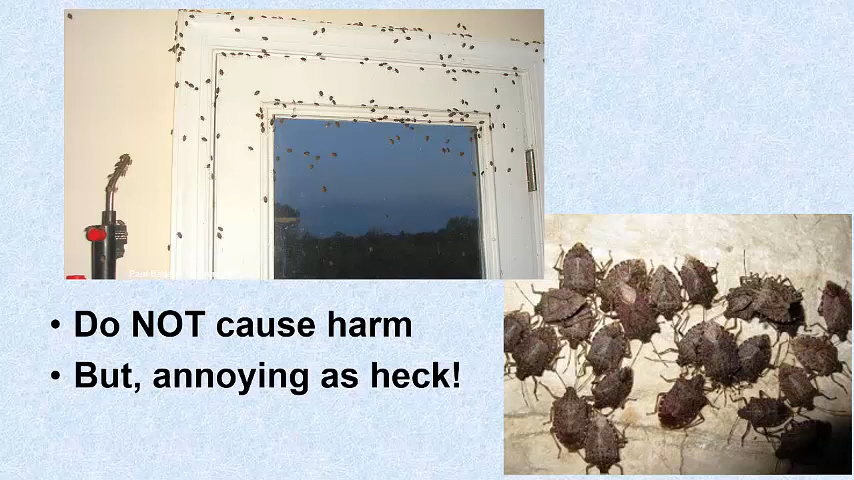 • Do NOT cause harm
• But, annoying as heck!